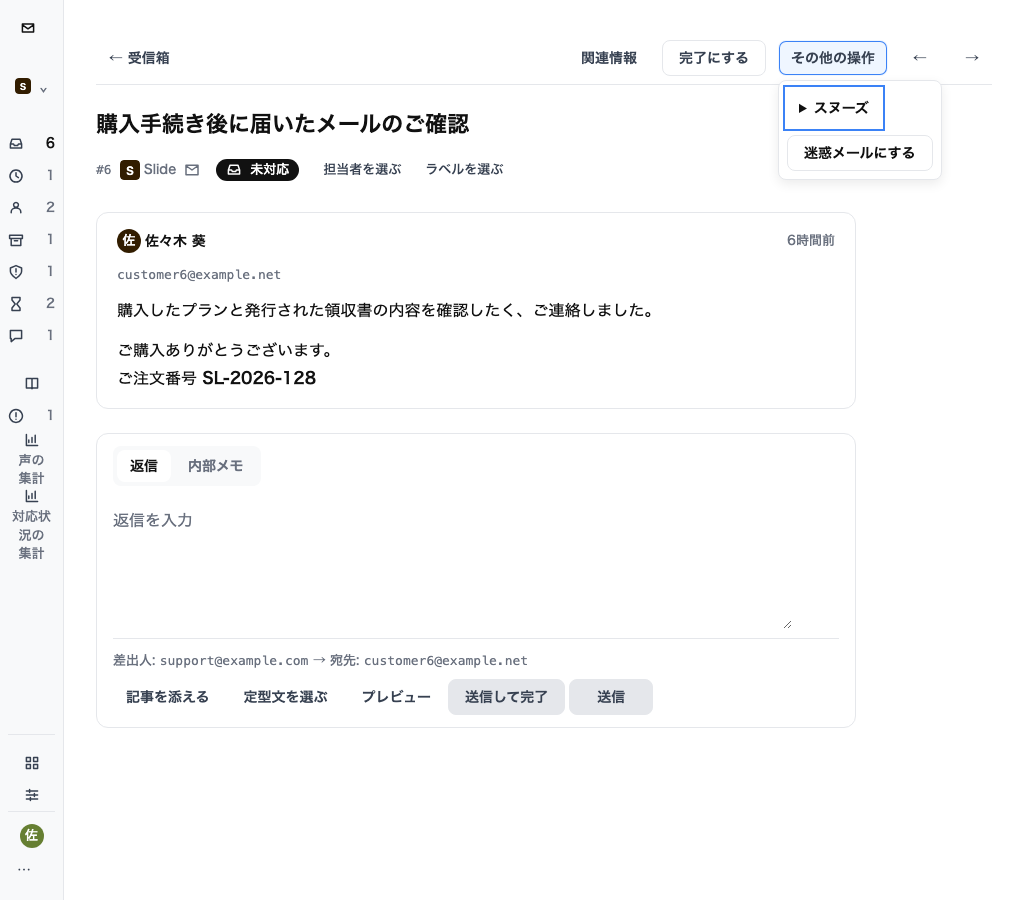 S
6
1
2
1
1
2
1
1
声の
集計
対応状
況の
集計
佐
…
← 受信箱
関連情報
完了にする
その他の操作
←
→
▶ スヌーズ
迷惑メールにする
購入手続き後に届いたメールのご確認
#6 S Slide 未対応 担当者を選ぶ ラベルを選ぶ
佐 佐々木 葵 6時間前
customer6@example.net
購入したプランと発行された領収書の内容を確認したく、ご連絡しました。
ご購入ありがとうございます。
ご注文番号 SL-2026-128
返信 内部メモ
返信を入力
差出人: support@example.com → 宛先: customer6@example.net
記事を添える 定型文を選ぶ プレビュー 送信して完了 送信